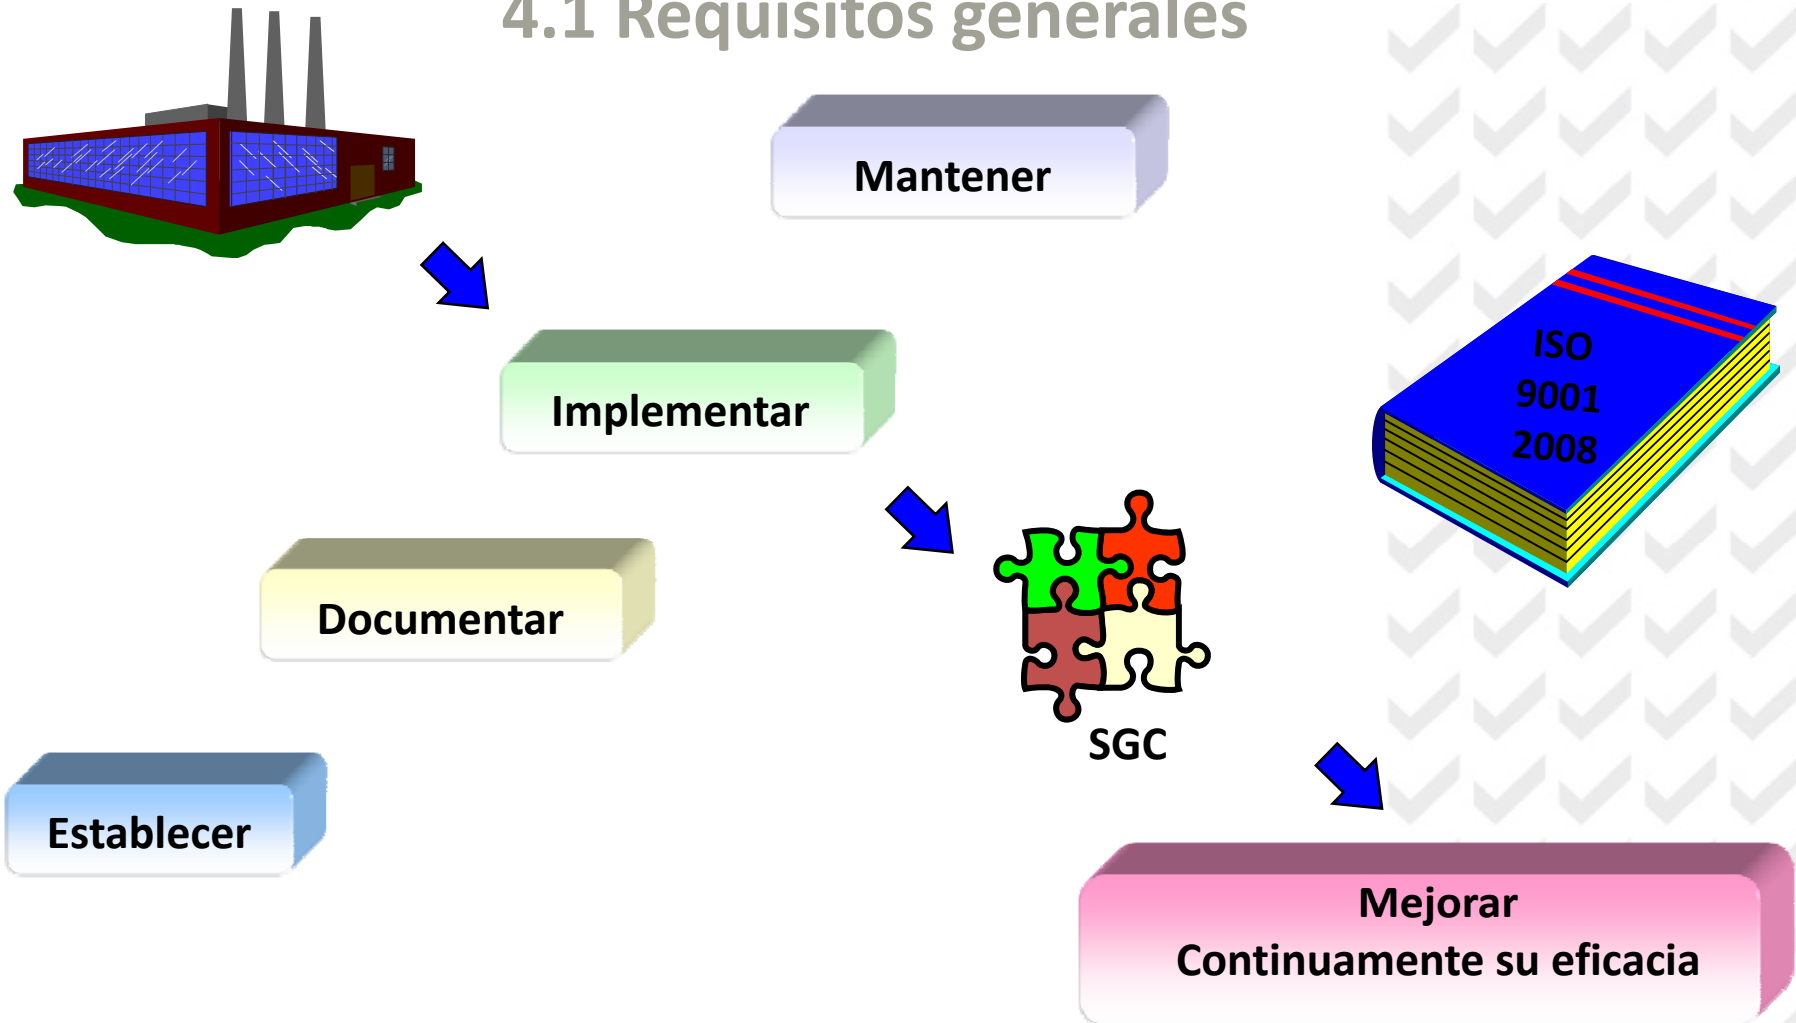 4.1 Requisitos generales
Mantener
ISO
9001
2008
Implementar
Documentar
SGC
Establecer
Mejorar
Continuamente su eficacia